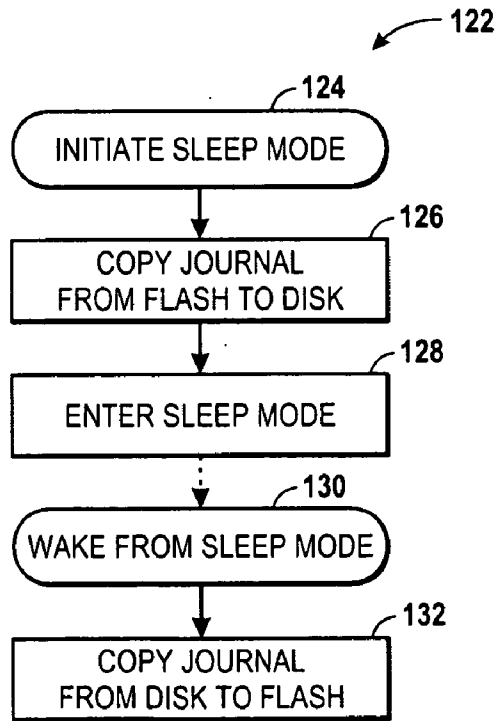 122
124
INITIATE SLEEP MODE
126
COPY JOURNAL
FROM FLASH TO DISK
128
ENTER SLEEP MODE
130
WAKE FROM SLEEP MODE
132
COPY JOURNAL
FROM DISK TO FLASH